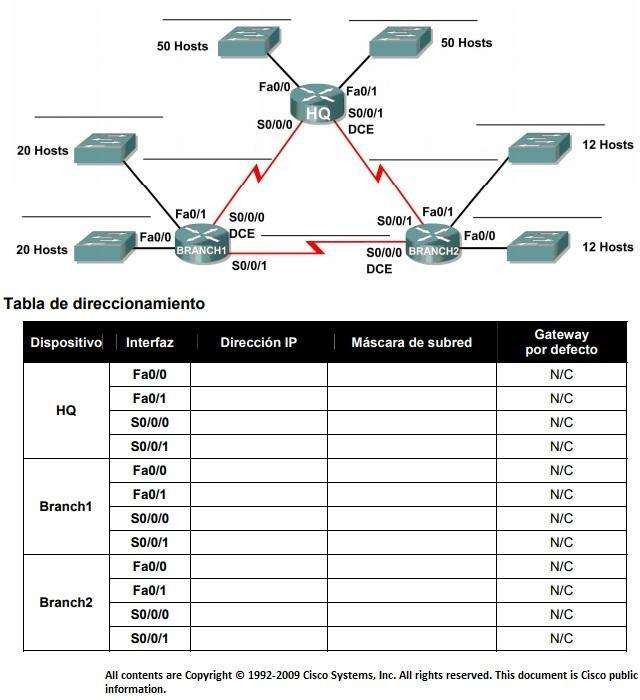 50 Hosts
50 Hosts
Fa0/0
Fa0/1
HQ
S0/0/0
S0/0/1
DCE
20 Hosts
12 Hosts
Fa0/1
S0/0/0
DCE
S0/0/1
Fa0/1
20 Hosts
Fa0/0
BRANCH1
S0/0/1
S0/0/0
DCE
BRANCH2
Fa0/0
12 Hosts
Tabla de direccionamiento
Dispositivo Interfaz Dirección IP Máscara de subred Gateway por defecto
HQ
Fa0/0 N/C
Fa0/1 N/C
S0/0/0 N/C
S0/0/1 N/C
Branch1
Fa0/0 N/C
Fa0/1 N/C
S0/0/0 N/C
S0/0/1 N/C
Branch2
Fa0/0 N/C
Fa0/1 N/C
S0/0/0 N/C
S0/0/1 N/C
All contents are Copyright © 1992-2009 Cisco Systems, Inc. All rights reserved. This document is Cisco public
information.